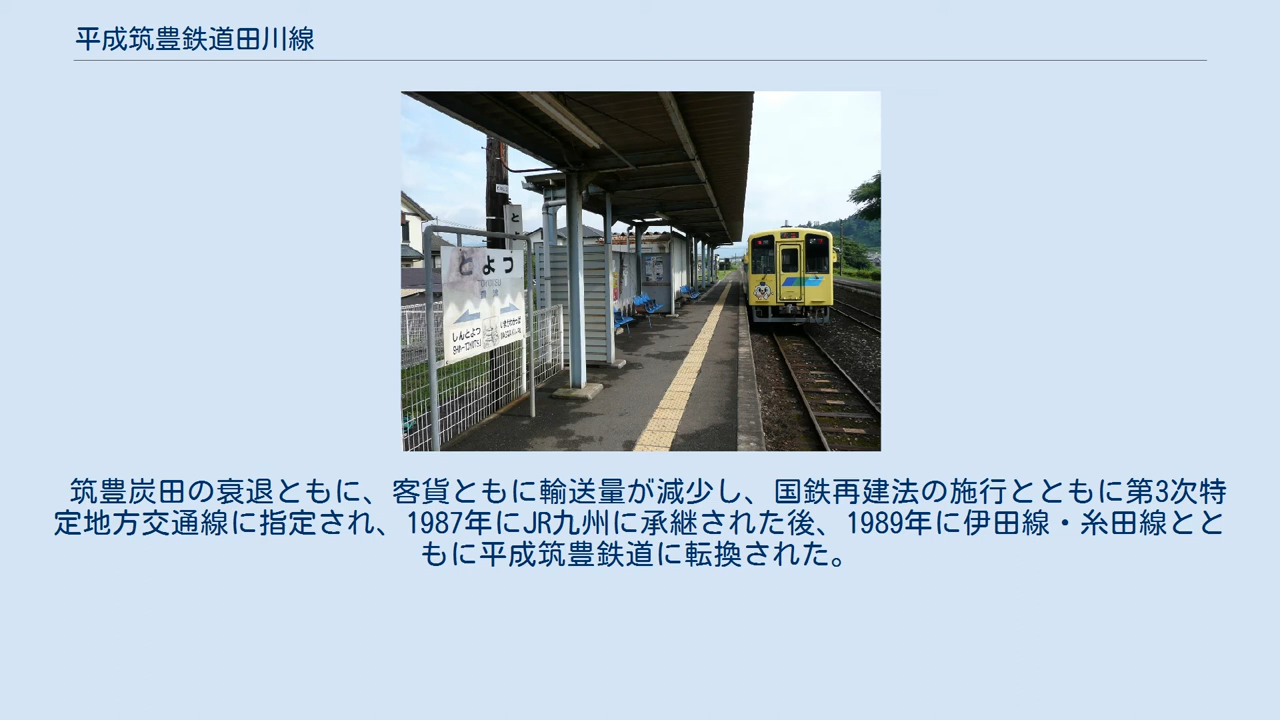 平成筑豊鉄道田川線
と
とよつ
TOYOTSU
豊津
しんとよつ
SHIN-TOYOTSU
筑豊炭田の衰退ともに、客貨ともに輸送量が減少し、国鉄再建法の施行とともに第3次特
定地方交通線に指定され、1987年にJR九州に承継された後、1989年に伊田線・糸田線とと
もに平成筑豊鉄道に転換された。